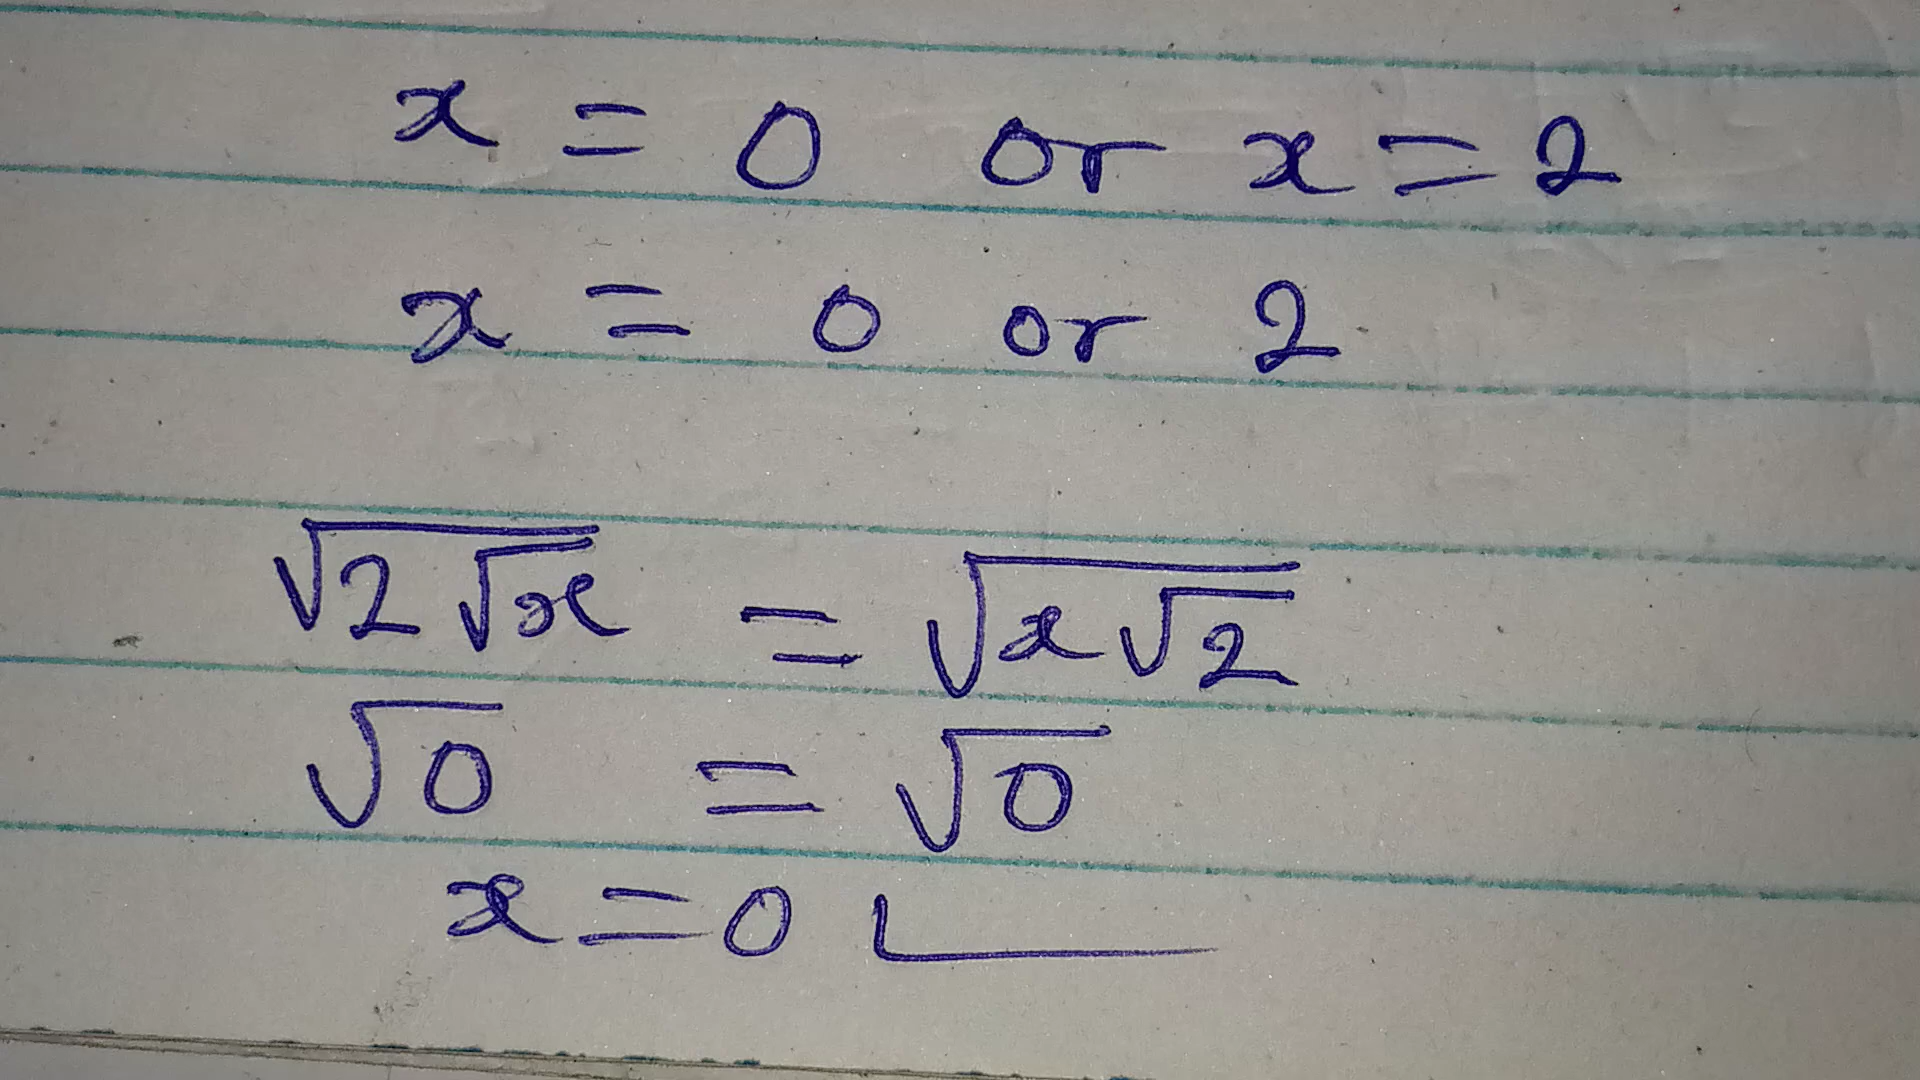 x = 0 or x = 2
x = 0 or 2
√(2√x) = √(x√2)
√0 = √0
x = 0